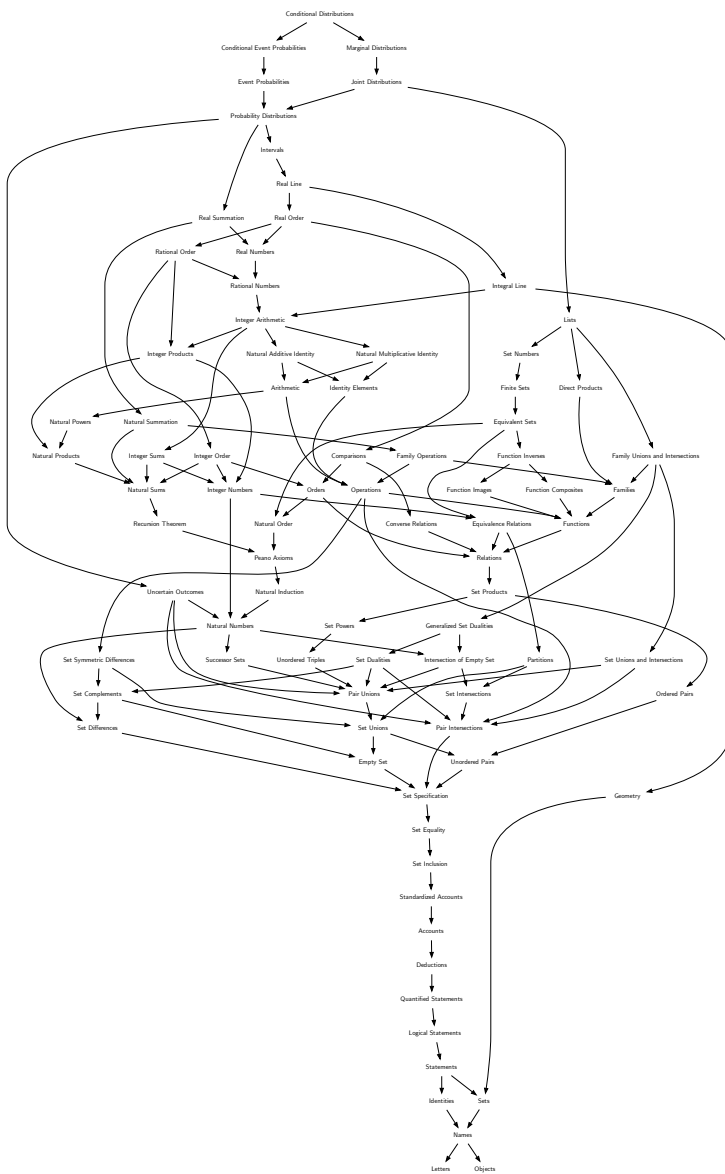 Conditional Distributions
Conditional Event Probabilities Marginal Distributions
Event Probabilities Joint Distributions
Probability Distributions
Intervals
Real Line
Real Summation Real Order
Rational Order Real Numbers
Rational Numbers Integral Line
Integer Arithmetic Lists
Integer Products Natural Additive Identity Natural Multiplicative Identity Set Numbers
Arithmetic Identity Elements Finite Sets Direct Products
Natural Powers Natural Summation Equivalent Sets
Natural Products Integer Sums Integer Order Comparisons Family Operations Function Inverses Family Unions and Intersections
Natural Sums Integer Numbers Orders Operations Function Images Function Composites Families
Recursion Theorem Natural Order Converse Relations Equivalence Relations Functions
Peano Axioms Relations
Uncertain Outcomes Natural Induction Set Products
Natural Numbers Set Powers Generalized Set Dualities
Set Symmetric Differences Successor Sets Unordered Triples Set Dualities Intersection of Empty Set Partitions Set Unions and Intersections
Set Complements Pair Unions Set Intersections Ordered Pairs
Set Differences Set Unions Pair Intersections
Empty Set Unordered Pairs
Set Specification Geometry
Set Equality
Set Inclusion
Standardized Accounts
Accounts
Deductions
Quantified Statements
Logical Statements
Statements
Identities Sets
Names
Letters Objects